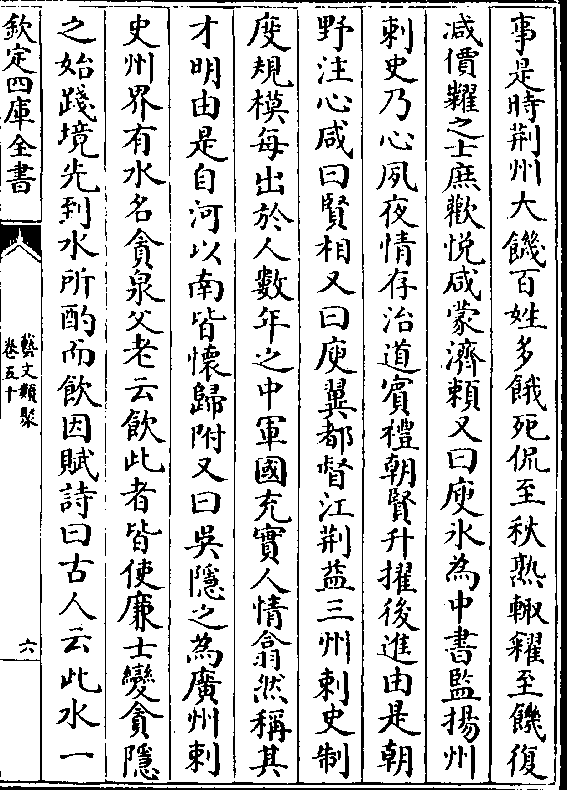 事是時荆州大饑百姓多餓死侃至秋熟輙糴至饑復
減價糶之士庶歡悦咸蒙濟頼又曰庾氷為中書監揚州
刺史乃心夙夜情存治道賓禮朝賢升擢後進由是朝
野注心咸曰賢相又曰庾翼都督江荆益三州刺史制
度規模每出於人數年之中軍國充實人情翕然稱其
才明由是自河以南皆懷歸附又曰吳隱之為廣州刺
史州界有水名貪泉父老云飲此者皆使廉士變貪隱
之始踐境先到水所酌而飲因賦詩曰古人云此水一
欽定四庫全書
藝文類聚
卷五十
六